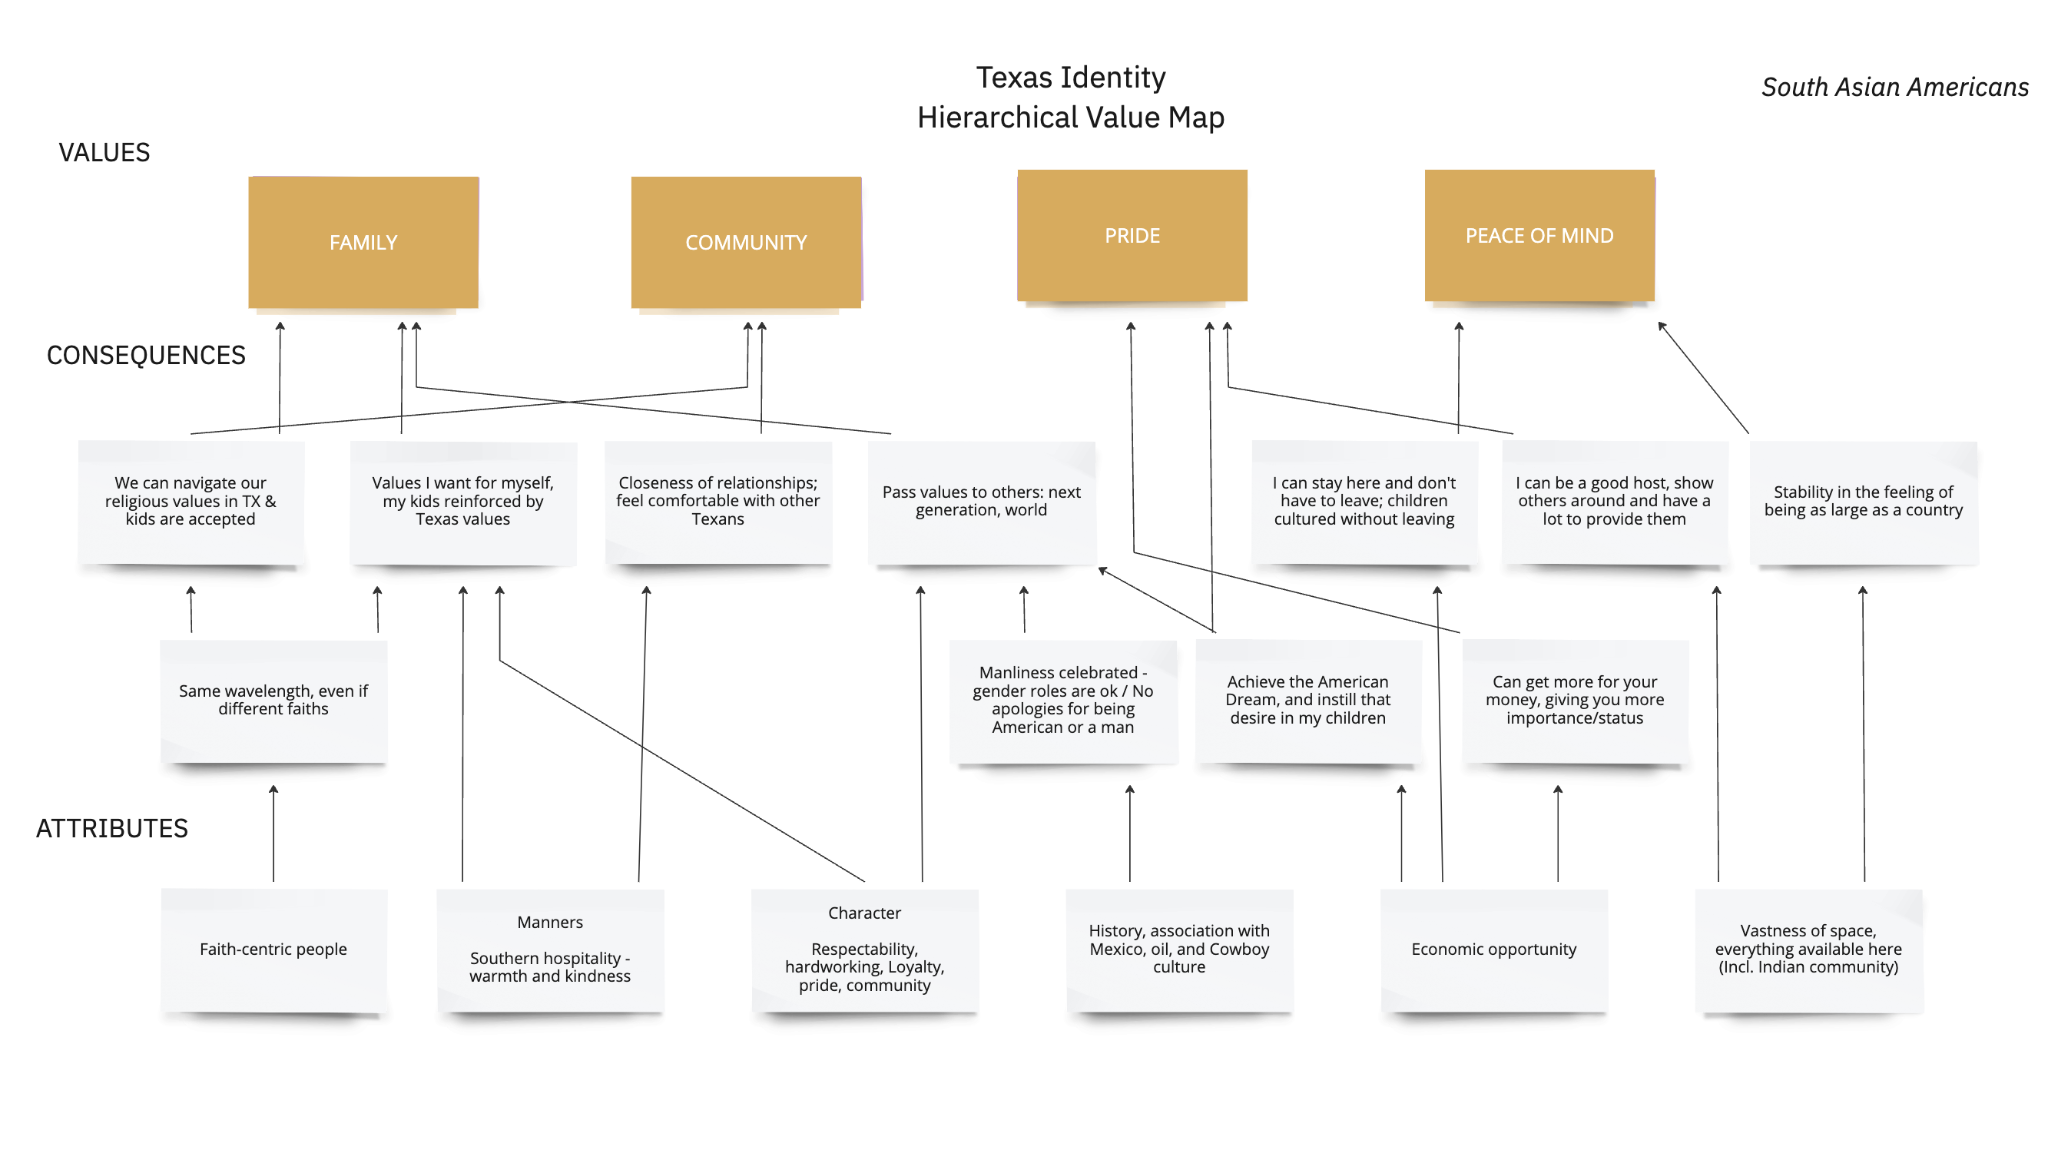 Texas Identity
Hierarchical Value Map
South Asian Americans
VALUES
FAMILY
COMMUNITY
PRIDE
PEACE OF MIND
CONSEQUENCES
We can navigate our
religious values in TX &
kids are accepted
Values I want for myself,
my kids reinforced by
Texas values
Closeness of relationships;
feel comfortable with other
Texans
Pass values to others: next
generation, world
I can stay here and don't
have to leave; children
cultured without leaving
I can be a good host, show
others around and have a
lot to provide them
Stability in the feeling of
being as large as a country
Same wavelength, even if
different faiths
Manliness celebrated -
gender roles are ok / No
apologies for being
American or a man
Achieve the American
Dream, and instill that
desire in my children
Can get more for your
money, giving you more
importance/status
ATTRIBUTES
Faith-centric people
Manners
Southern hospitality -
warmth and kindness
Character
Respectability,
hardworking, Loyalty,
pride, community
History, association with
Mexico, oil, and Cowboy
culture
Economic opportunity
Vastness of space,
everything available here
(Incl. Indian community)